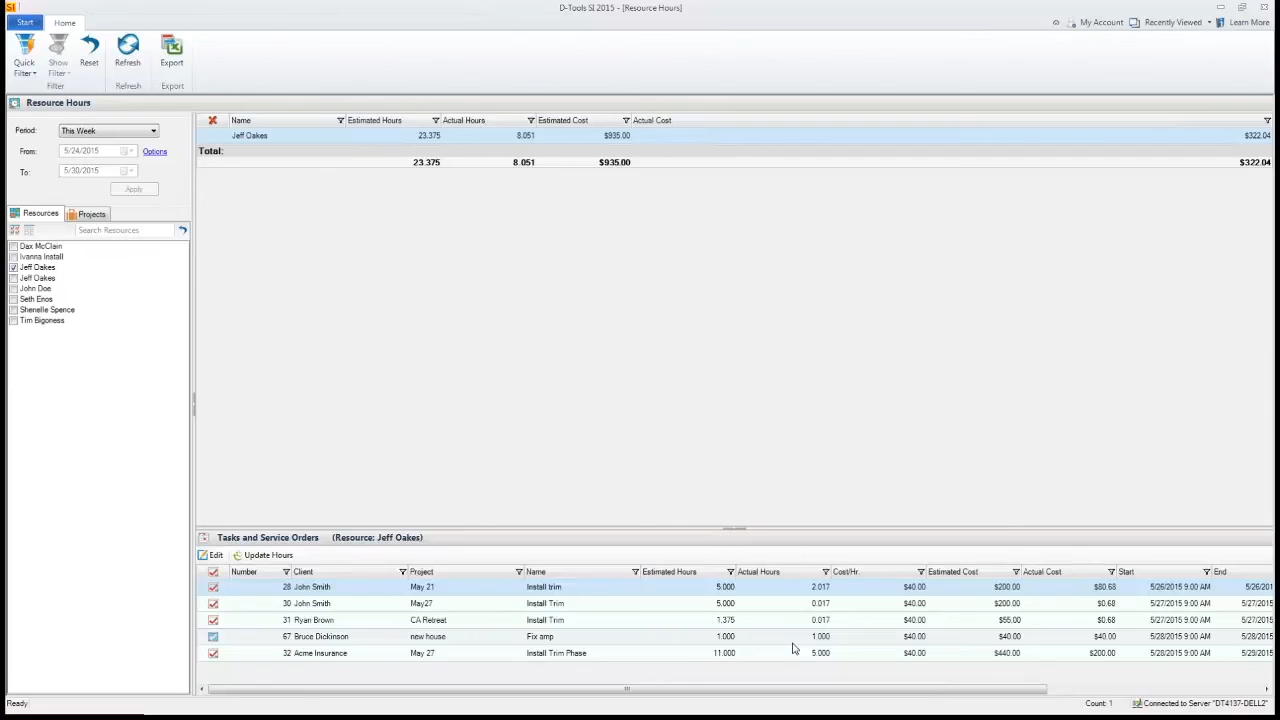 SI
D-Tools SI 2015 - [Resource Hours]
Start Home
My Account Recently Viewed Learn More
Quick Filter Show Filter Reset Refresh Export
Filter Refresh Export
Resource Hours
Period: This Week
From: 5/24/2015 Options
To: 5/30/2015
Apply
Resources Projects
Search Resources
Dax McClain
Ivanna Install
Jeff Oakes
Jeff Oakes
John Doe
Seth Enos
Shenelle Spence
Tim Bigoness
Name Estimated Hours Actual Hours Estimated Cost Actual Cost
Jeff Oakes 23.375 8.051 $935.00 $322.04
Total:
23.375 8.051 $935.00 $322.04
Tasks and Service Orders (Resource: Jeff Oakes)
Edit Update Hours
Number Client Project Name Estimated Hours Actual Hours Cost/Hr. Estimated Cost Actual Cost Start End
28 John Smith May 21 Install trim 5.000 2.017 $40.00 $200.00 $80.68 5/26/2015 9:00 AM 5/26/201
30 John Smith May27 Install Trim 5.000 0.017 $40.00 $200.00 $0.68 5/27/2015 9:00 AM 5/27/201
31 Ryan Brown CA Retreat Install Trim 1.375 0.017 $40.00 $55.00 $0.68 5/27/2015 9:00 AM 5/27/201
67 Bruce Dickinson new house Fix amp 1.000 1.000 $40.00 $40.00 $40.00 5/28/2015 9:00 AM 5/28/201
32 Acme Insurance May 27 Install Trim Phase 11.000 5.000 $40.00 $440.00 $200.00 5/28/2015 9:00 AM 5/29/201
Ready Count: 1 Connected to Server "DT4137-DELL2"